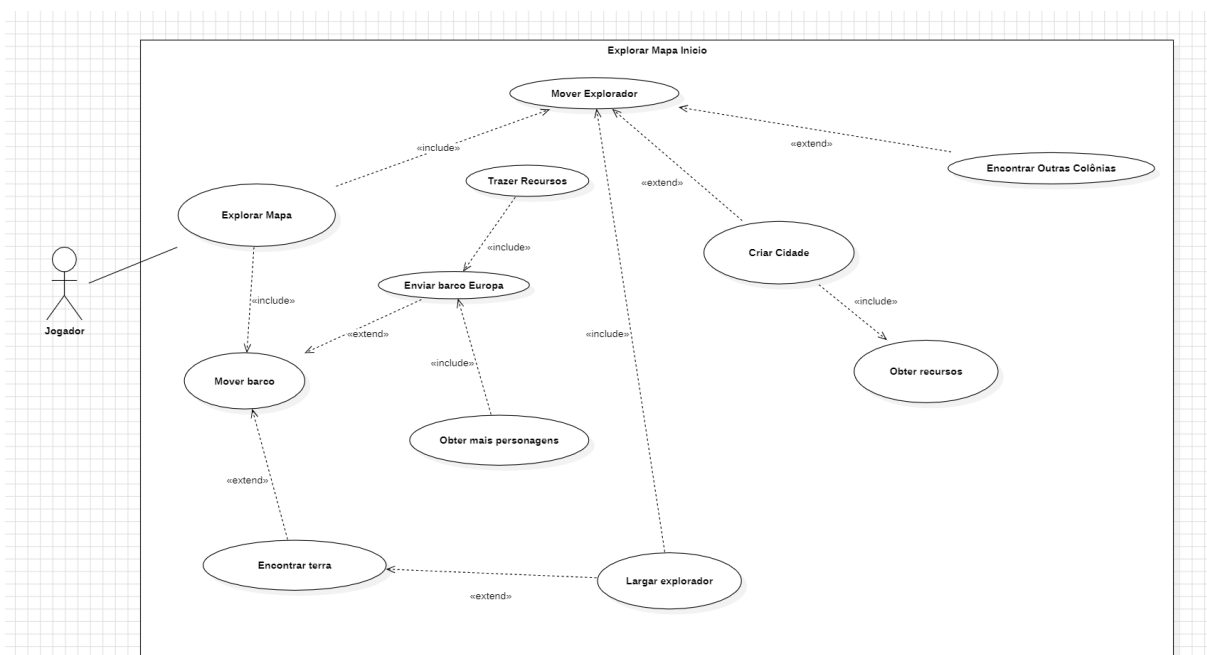 Explorar Mapa Inicio
Mover Explorador
«include»
«extend»
Encontrar Outras Colônias
Trazer Recursos
«extend»
Explorar Mapa
«include»
Criar Cidade
Enviar barco Europa
«include»
«include»
Jogador
«extend»
«include»
«include»
Obter recursos
Mover barco
Obter mais personagens
«extend»
Encontrar terra
Largar explorador
«extend»